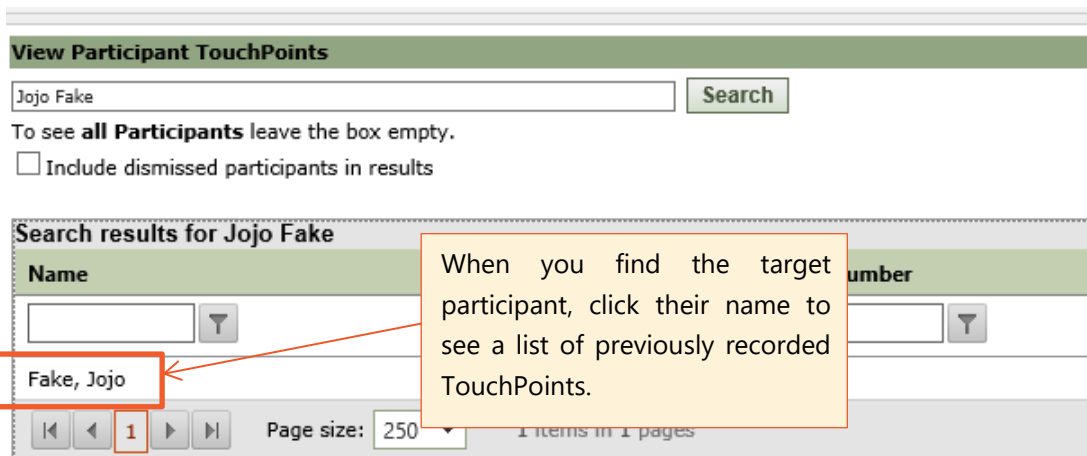 View Participant TouchPoints
Jojo Fake
Search
To see all Participants leave the box empty.
Include dismissed participants in results
Search results for Jojo Fake
Name
umber
When you find the target
participant, click their name to
see a list of previously recorded
TouchPoints.
Fake, Jojo
1
Page size: 250
1 items in 1 pages